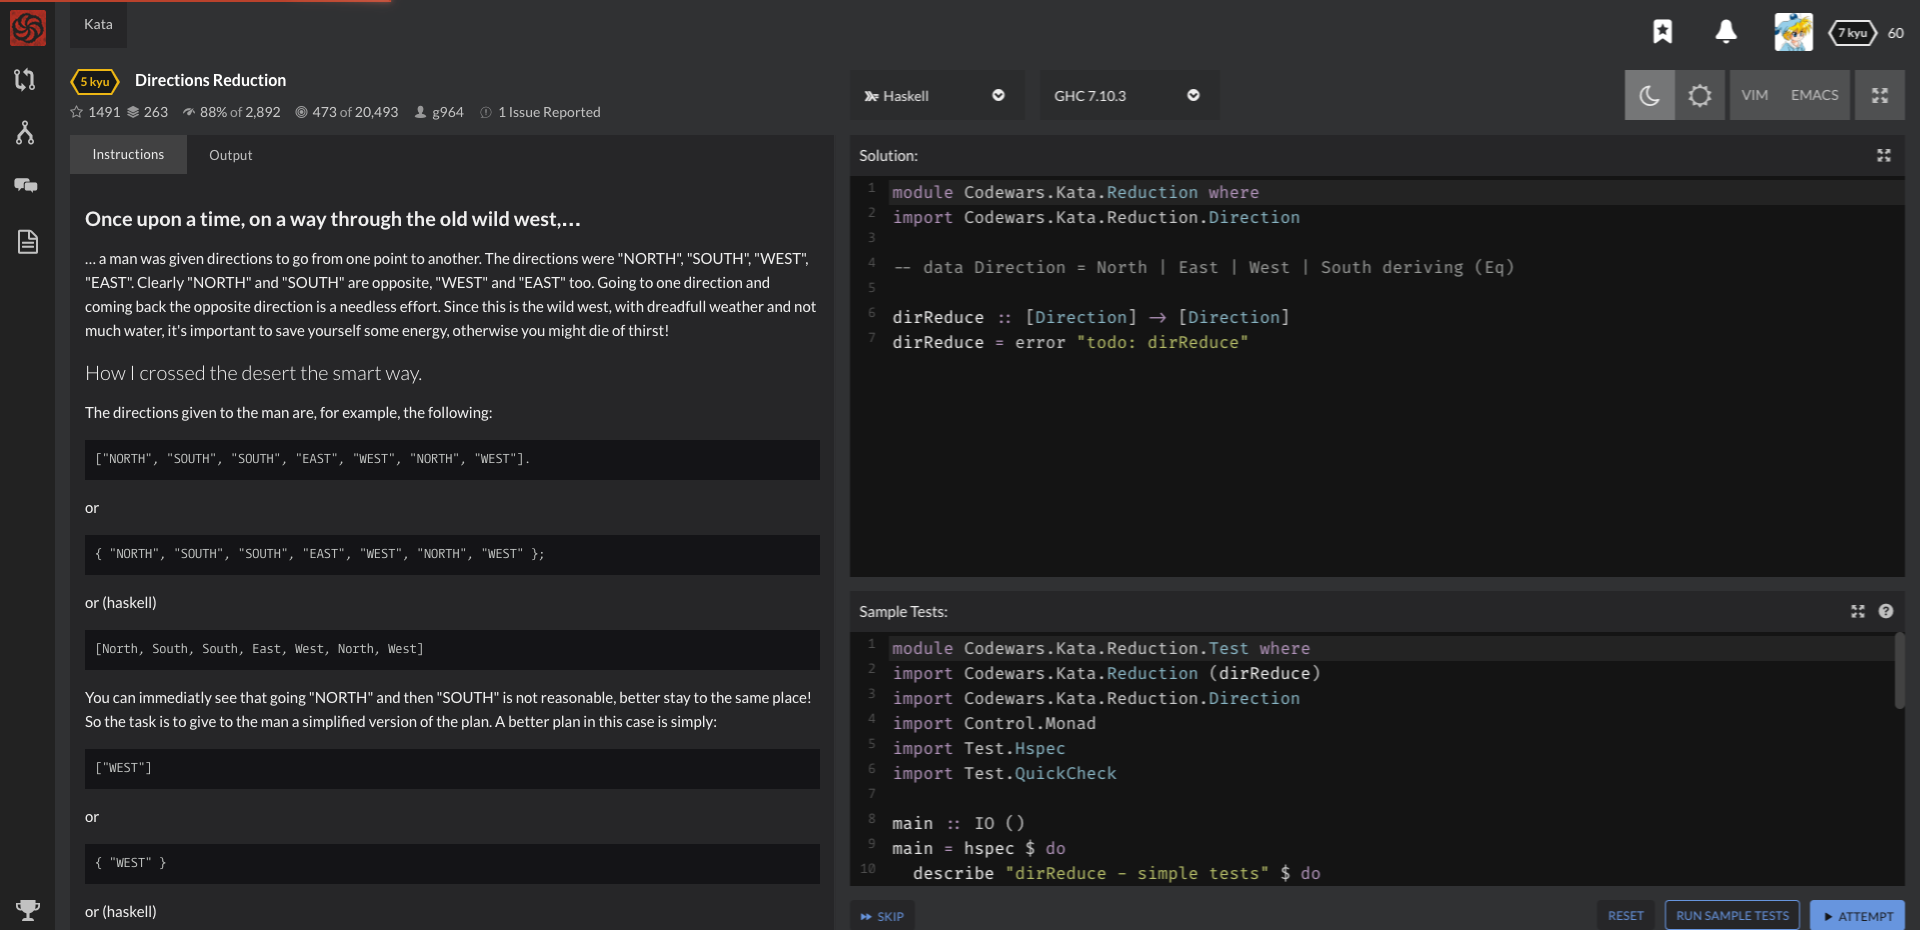 Kata
7 kyu 60
5 kyu Directions Reduction
1491 263 88% of 2,892 473 of 20,493 g964 1 Issue Reported
Instructions Output
Once upon a time, on a way through the old wild west,…
… a man was given directions to go from one point to another. The directions were "NORTH", "SOUTH", "WEST",
"EAST". Clearly "NORTH" and "SOUTH" are opposite, "WEST" and "EAST" too. Going to one direction and
coming back the opposite direction is a needless effort. Since this is the wild west, with dreadfull weather and not
much water, it's important to save yourself some energy, otherwise you might die of thirst!
How I crossed the desert the smart way.
The directions given to the man are, for example, the following:
["NORTH", "SOUTH", "SOUTH", "EAST", "WEST", "NORTH", "WEST"].
or
{ "NORTH", "SOUTH", "SOUTH", "EAST", "WEST", "NORTH", "WEST" };
or (haskell)
[North, South, South, East, West, North, West]
You can immediatly see that going "NORTH" and then "SOUTH" is not reasonable, better stay to the same place!
So the task is to give to the man a simplified version of the plan. A better plan in this case is simply:
["WEST"]
or
{ "WEST" }
or (haskell)
Haskell GHC 7.10.3 VIM EMACS
Solution:
1 module Codewars.Kata.Reduction where
2 import Codewars.Kata.Reduction.Direction
3
4 -- data Direction = North | East | West | South deriving (Eq)
5
6 dirReduce :: [Direction] -> [Direction]
7 dirReduce = error "todo: dirReduce"
Sample Tests:
1 module Codewars.Kata.Reduction.Test where
2 import Codewars.Kata.Reduction (dirReduce)
3 import Codewars.Kata.Reduction.Direction
4 import Control.Monad
5 import Test.Hspec
6 import Test.QuickCheck
7
8 main :: IO ()
9 main = hspec $ do
10 describe "dirReduce - simple tests" $ do
SKIP RESET RUN SAMPLE TESTS ATTEMPT